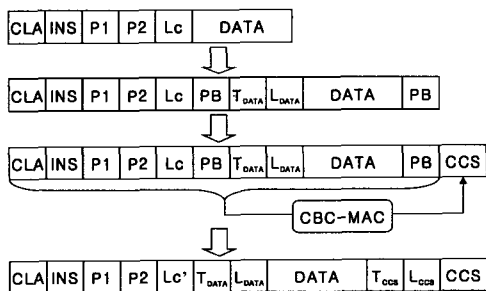 CLA INS P1 P2 Lc DATA
CLA INS P1 P2 Lc PB TDATA LDATA DATA PB
CLA INS P1 P2 Lc PB TDATA LDATA DATA PB CCS
CBC-MAC
CLA INS P1 P2 Lc' TDATA LDATA DATA TCCS LCCS CCS